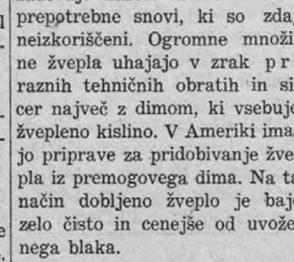 prepotrebne snovi, ki so zda
neizkoriščeni. Ogromne množi
ne žvepla uhajajo v zrak pr
raznih tehničnih obratih in si
cer največ z dimom, ki vsebuje
žvepleno kislino. V Ameriki ima
jo priprave za pridobivanje žve
pla iz premogovega dima. Na ta
način dobljeno žveplo je baje
zelo čisto in cenejše od uvože
nega blaka.